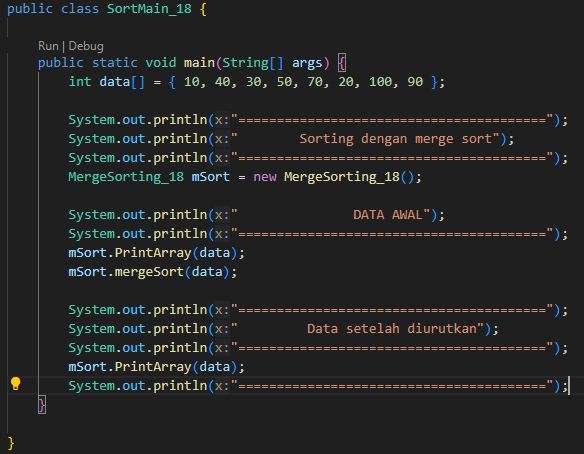 public class SortMain_18 {
Run | Debug
public static void main(String[] args) {
int data[] = { 10, 40, 30, 50, 70, 20, 100, 90 };
System.out.println(x:"========================================");
System.out.println(x:"        Sorting dengan merge sort");
System.out.println(x:"========================================");
MergeSorting_18 mSort = new MergeSorting_18();
System.out.println(x:"               DATA AWAL");
System.out.println(x:"========================================");
mSort.PrintArray(data);
mSort.mergeSort(data);
System.out.println(x:"========================================");
System.out.println(x:"         Data setelah diurutkan");
System.out.println(x:"========================================");
mSort.PrintArray(data);
System.out.println(x:"========================================");
}
}